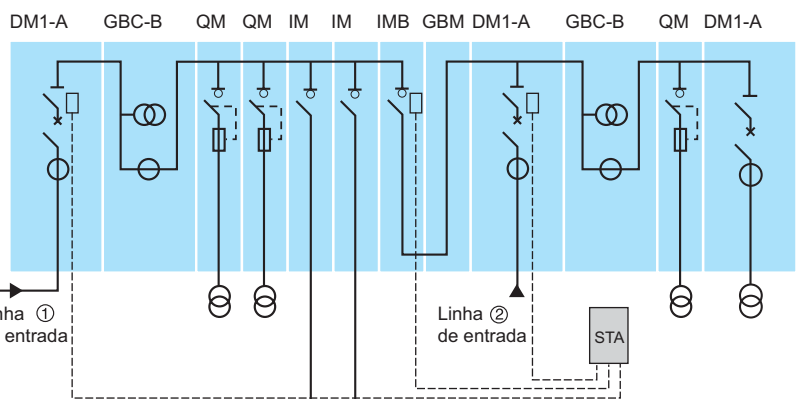 DM1-A GBC-B QM QM IM IM IMB GBM DM1-A GBC-B QM DM1-A
①
entrada
Linha ②
de entrada
STA